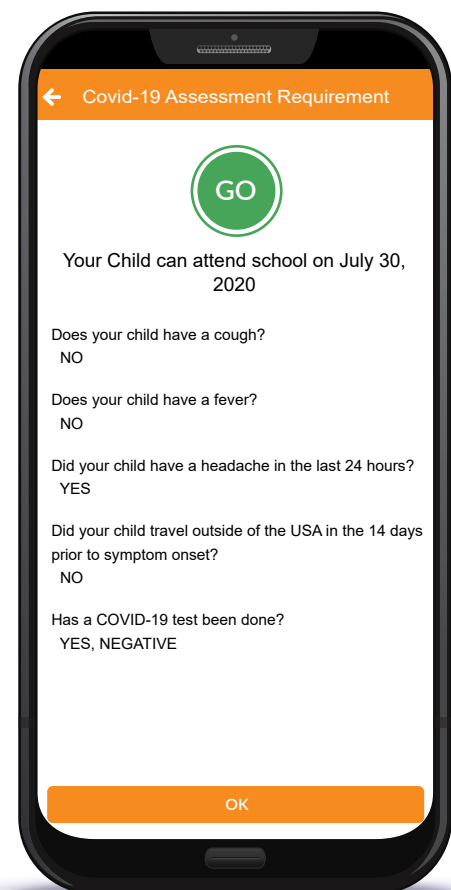 Covid-19 Assessment Requirement
GO
Your Child can attend school on July 30,
2020
Does your child have a cough?
NO
Does your child have a fever?
NO
Did your child have a headache in the last 24 hours?
YES
Did your child travel outside of the USA in the 14 days
prior to symptom onset?
NO
Has a COVID-19 test been done?
YES, NEGATIVE
OK